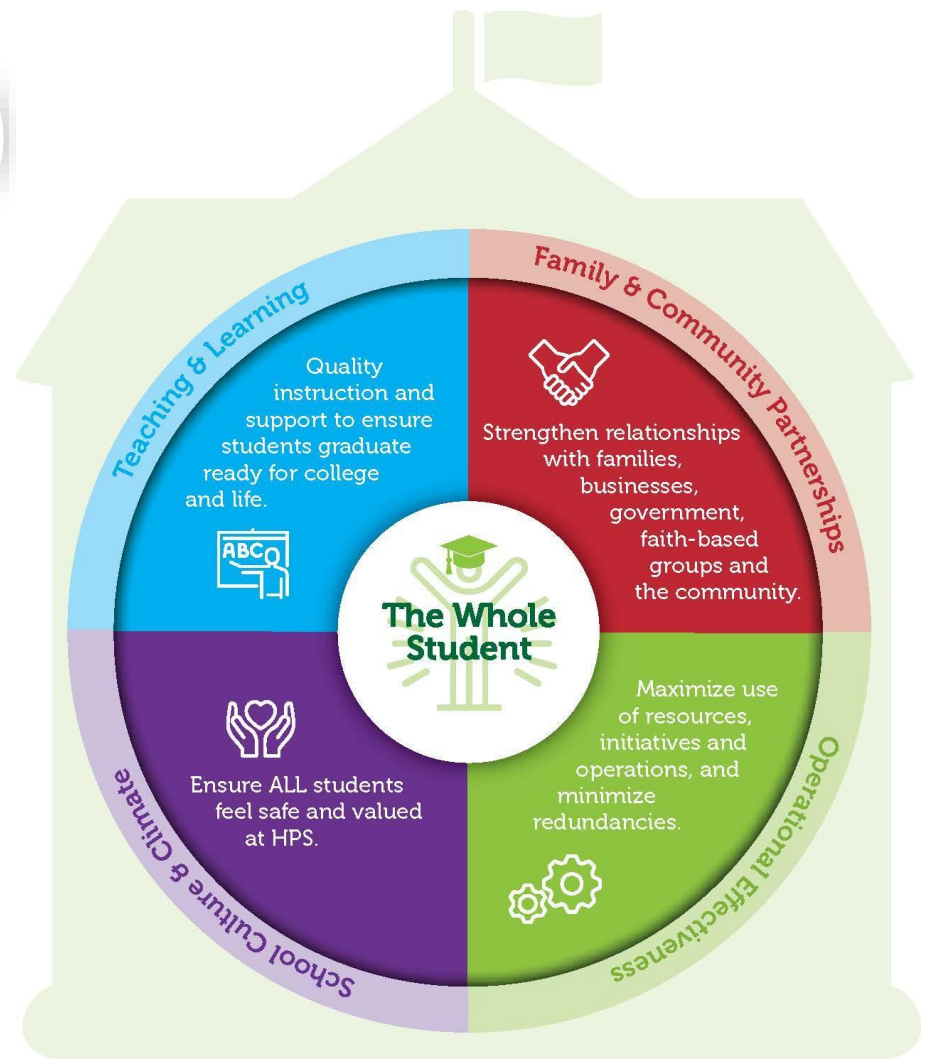 Teaching & Learning
Quality
instruction and
support to ensure
students graduate
ready for college
and life.
ABC
Family & Community Partnerships
Strengthen relationships
with families,
businesses,
government,
faith-based
groups and
the community.
The Whole
Student
School Culture & Climate
Ensure ALL students
feel safe and valued
at HPS.
Operational Effectiveness
Maximize use
of resources,
initiatives and
operations, and
minimize
redundancies.